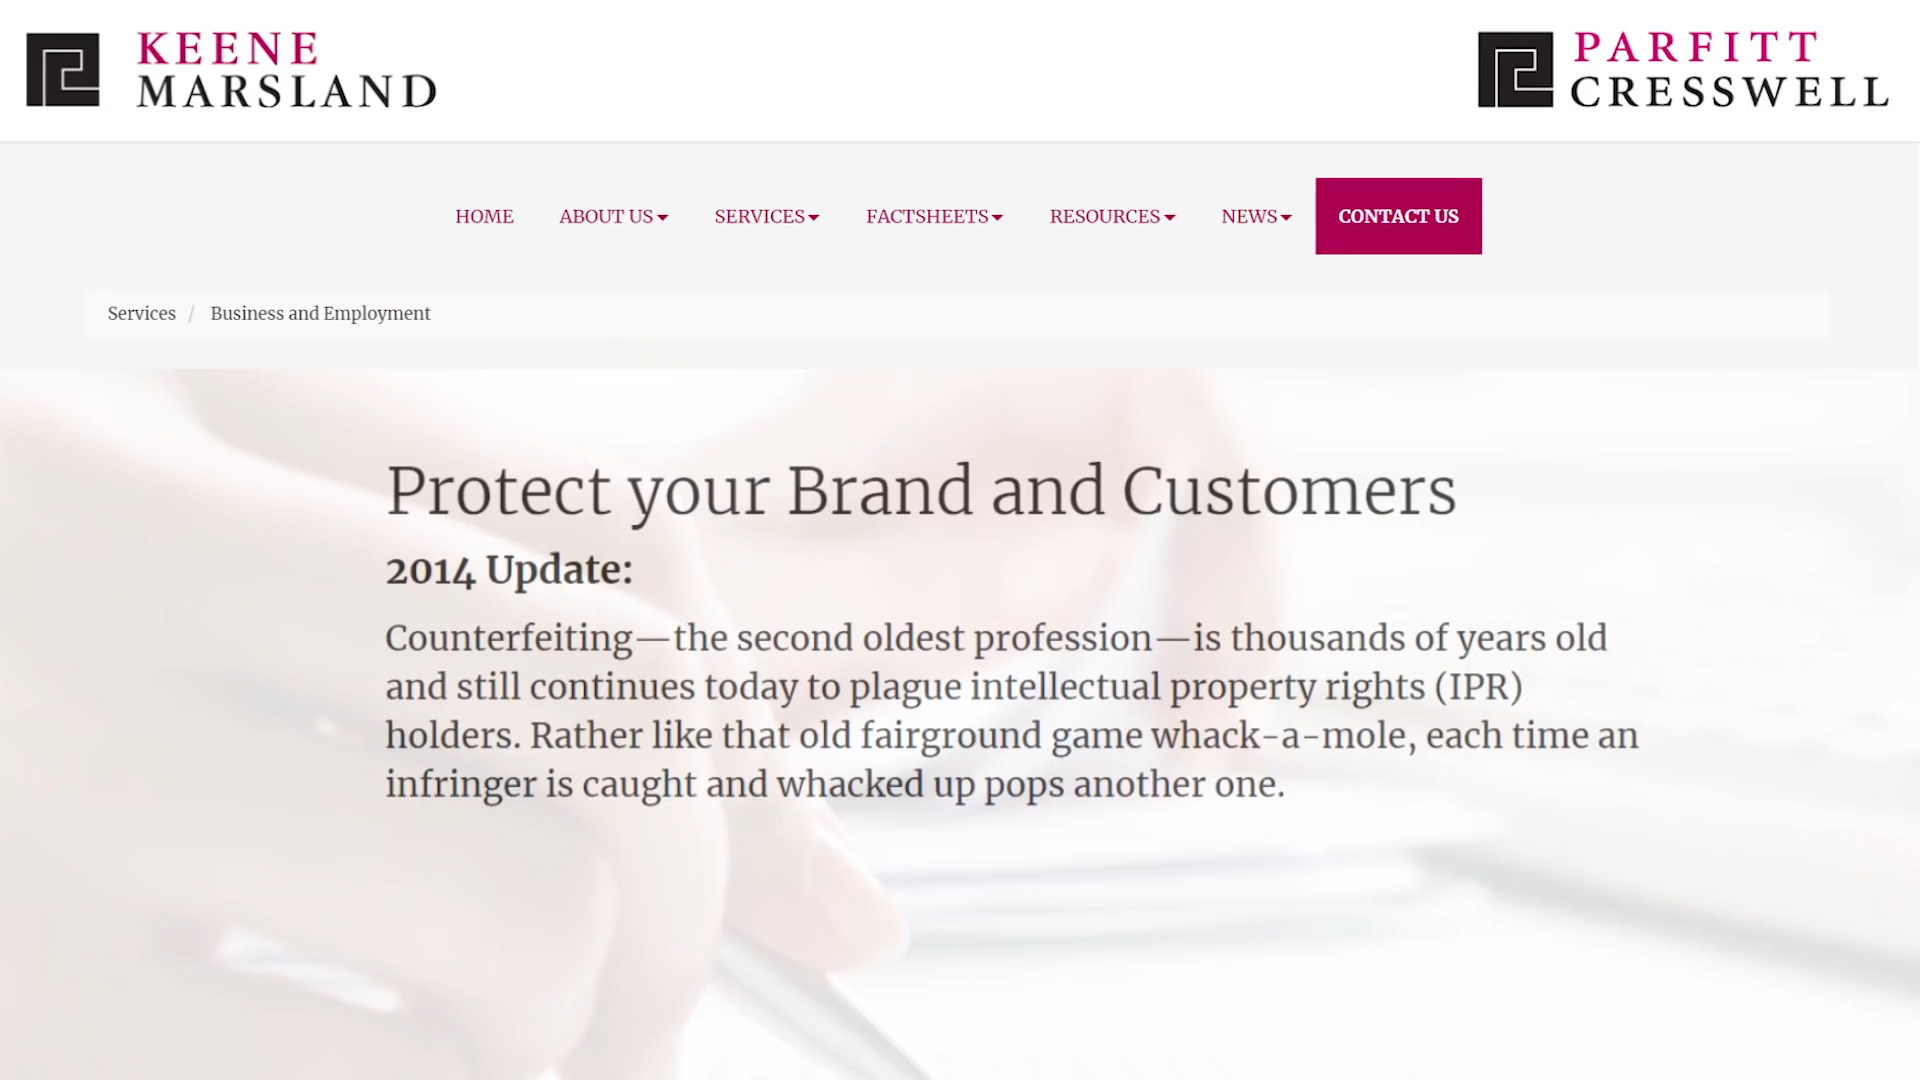 KEENE
MARSLAND
PARFITT
CRESSWELL
HOME ABOUT US SERVICES FACTSHEETS RESOURCES NEWS CONTACT US
Services / Business and Employment
Protect your Brand and Customers
2014 Update:
Counterfeiting—the second oldest profession—is thousands of years old
and still continues today to plague intellectual property rights (IPR)
holders. Rather like that old fairground game whack-a-mole, each time an
infringer is caught and whacked up pops another one.